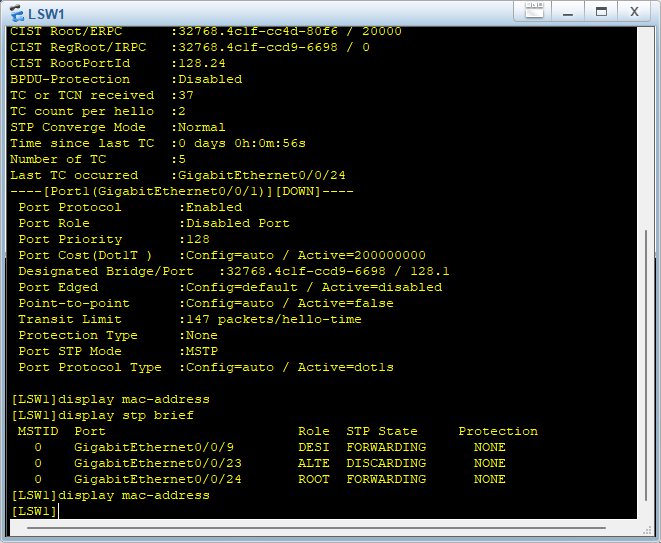 LSW1
X
CIST Root/ERPC      :32768.4c1f-cc4d-80f6 / 20000
CIST RegRoot/IRPC   :32768.4c1f-ccd9-6698 / 0
CIST RootPortId     :128.24
BPDU-Protection     :Disabled
TC or TCN received  :37
TC count per hello  :2
STP Converge Mode   :Normal
Time since last TC  :0 days 0h:0m:56s
Number of TC        :5
Last TC occurred    :GigabitEthernet0/0/24
----[Port1(GigabitEthernet0/0/1)][DOWN]----
 Port Protocol       :Enabled
 Port Role           :Disabled Port
 Port Priority       :128
 Port Cost(Dot1T )   :Config=auto / Active=200000000
 Designated Bridge/Port   :32768.4c1f-ccd9-6698 / 128.1
 Port Edged          :Config=default / Active=disabled
 Point-to-point      :Config=auto / Active=false
 Transit Limit       :147 packets/hello-time
 Protection Type     :None
 Port STP Mode       :MSTP
 Port Protocol Type  :Config=auto / Active=dot1s
[LSW1]display mac-address
[LSW1]display stp brief
 MSTID  Port                        Role  STP State     Protection
   0    GigabitEthernet0/0/9        DESI  FORWARDING      NONE
   0    GigabitEthernet0/0/23       ALTE  DISCARDING      NONE
   0    GigabitEthernet0/0/24       ROOT  FORWARDING      NONE
[LSW1]display mac-address
[LSW1]